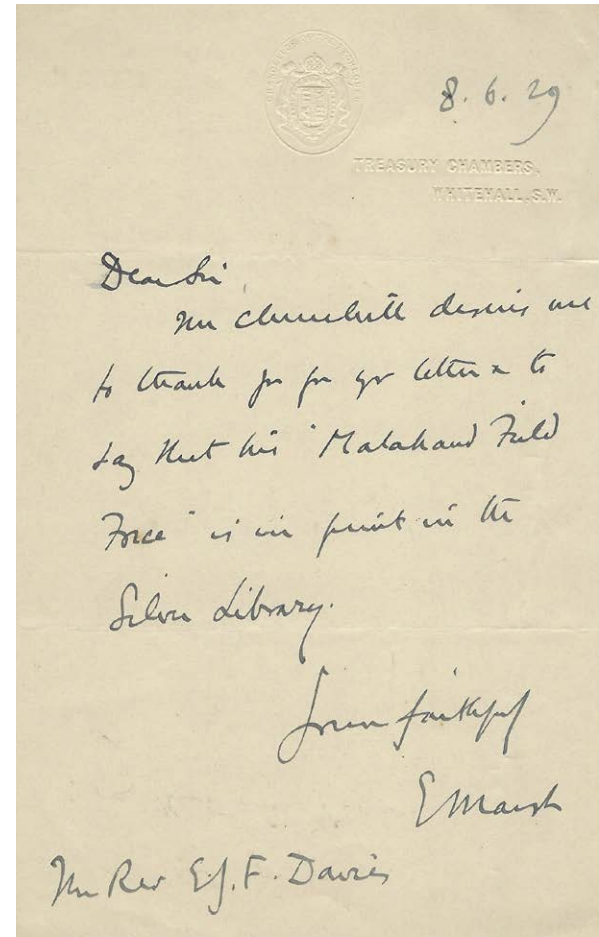 8. 6. 29
TREASURY CHAMBERS,
WHITEHALL, S.W.
Dear Sir
Mr Churchill desires me
to thank you for yr letter & to
say that his "Malakand Field
Force" is in print in the
Silver Library.
Yours faithfully
E Marsh
The Rev E.J.F. Davies